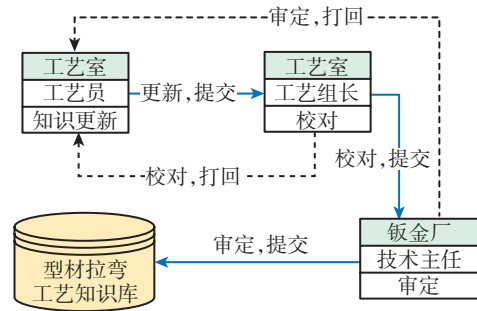 审定,打回
工艺室
工艺员
知识更新
更新,提交
工艺室
工艺组长
校对
校对,打回
校对,提交
钣金厂
技术主任
审定
审定,提交
型材拉弯
工艺知识库